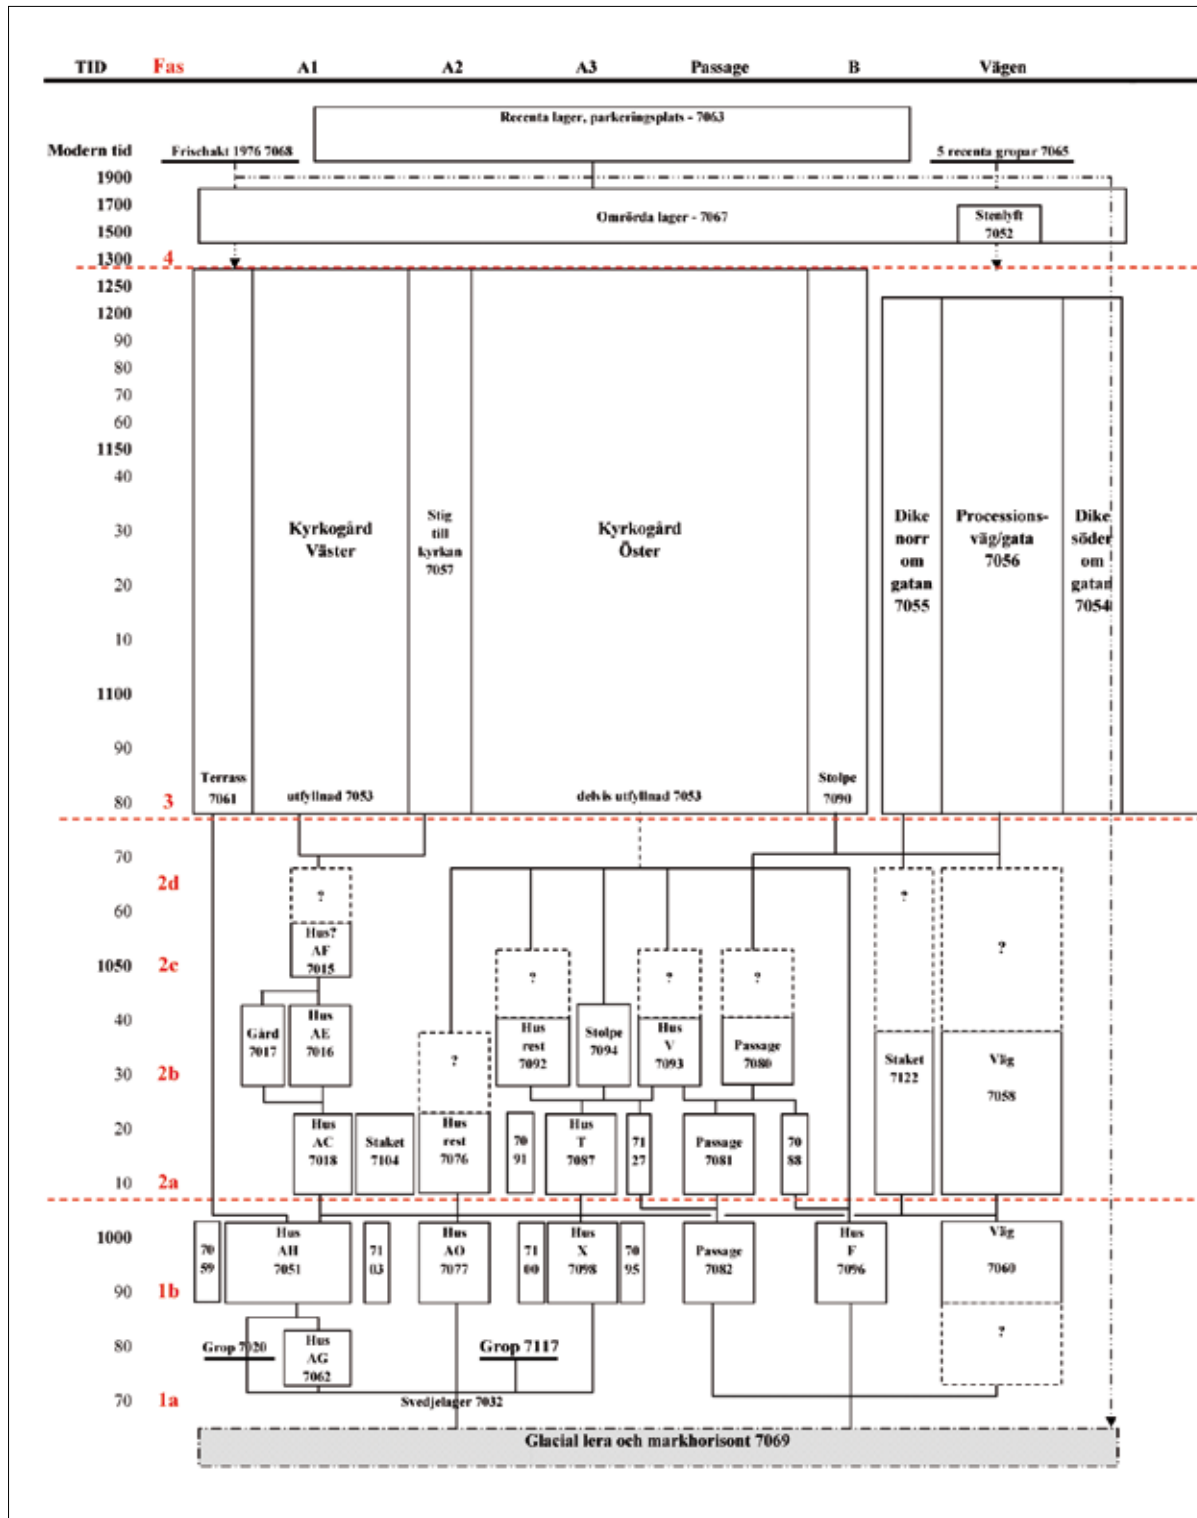 TID Fas A1 A2 A3 Passage B Vägen
Recenta lager, parkeringsplats - 7063
Modern tid
Frischakt 1976 7068
5 recenta gropar 7065
1900
1700
Omrörda lager - 7067
Stenlyft
7052
1500
1300
4
1250
1200
90
80
70
60
1150
40
30
20
10
1100
90
80
3
Kyrkogård
Väster
Stig
till
kyrkan
7057
Kyrkogård
Öster
Dike
norr
om
gatan
7055
Processions-
väg/gata
7056
Dike
söder
om
gatan
7054
Terrass
7061
utfyllnad 7053
delvis utfyllnad 7053
Stolpe
7090
70
2d
60
1050
2c
40
30
2b
20
10
2a
?
Hus?
AF
7015
Gård
7017
Hus
AE
7016
?
?
Hus
rest
7092
Stolpe
7094
?
Hus
V
7093
?
Passage
7080
?
Staket
7122
?
Väg
7058
Hus
AC
7018
Staket
7104
Hus
rest
7076
70
91
Hus
T
7087
71
27
Passage
7081
70
88
1000
90
1b
80
70
1a
70
59
Hus
AH
7051
71
03
Hus
AO
7077
71
00
Hus
X
7098
70
95
Passage
7082
Hus
F
7096
Väg
7060
?
Grop 7020
Hus
AG
7062
Grop 7117
Svedjelager 7032
Glacial lera och markhorisont 7069